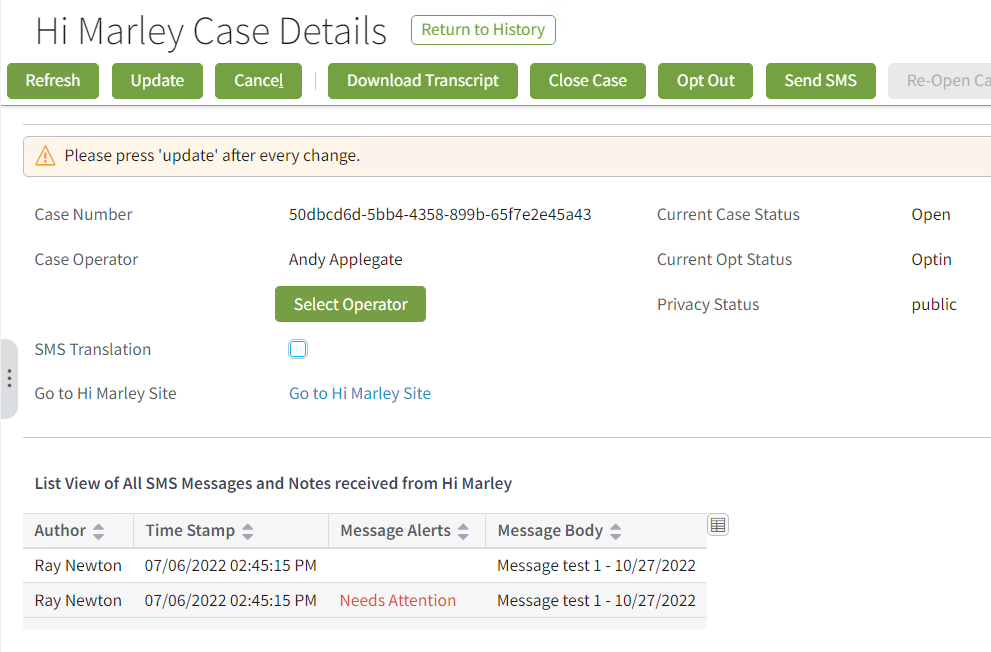 Hi Marley Case Details Return to History
Refresh Update Cancel Download Transcript Close Case Opt Out Send SMS Re-Open Ca
Please press 'update' after every change.
Case Number 50dbcd6d-5bb4-4358-899b-65f7e2e45a43 Current Case Status Open
Case Operator Andy Applegate Current Opt Status Optin
Select Operator Privacy Status public
SMS Translation
Go to Hi Marley Site Go to Hi Marley Site
List View of All SMS Messages and Notes received from Hi Marley
Author Time Stamp Message Alerts Message Body
Ray Newton 07/06/2022 02:45:15 PM Message test 1 - 10/27/2022
Ray Newton 07/06/2022 02:45:15 PM Needs Attention Message test 1 - 10/27/2022